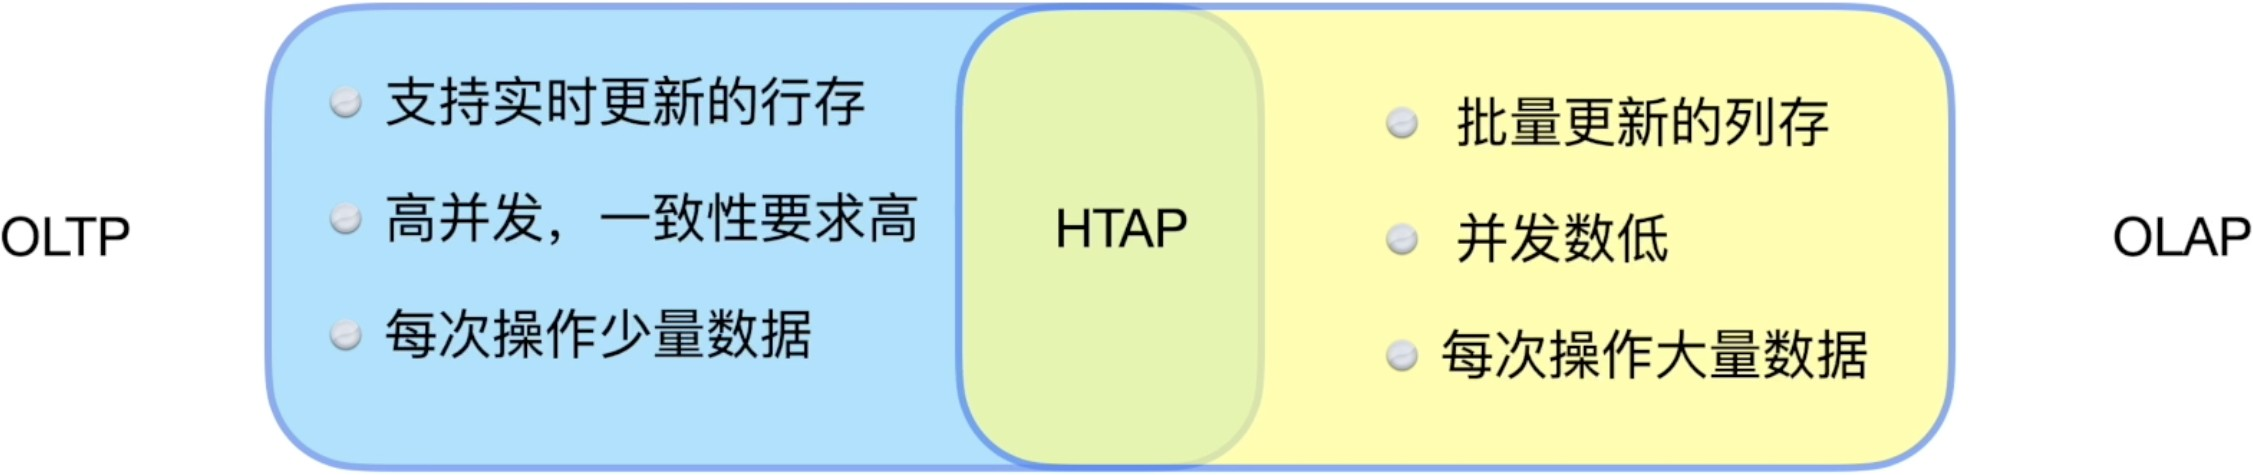 OLTP
支持实时更新的行存
高并发，一致性要求高
每次操作少量数据
HTAP
批量更新的列存
并发数低
每次操作大量数据
OLAP